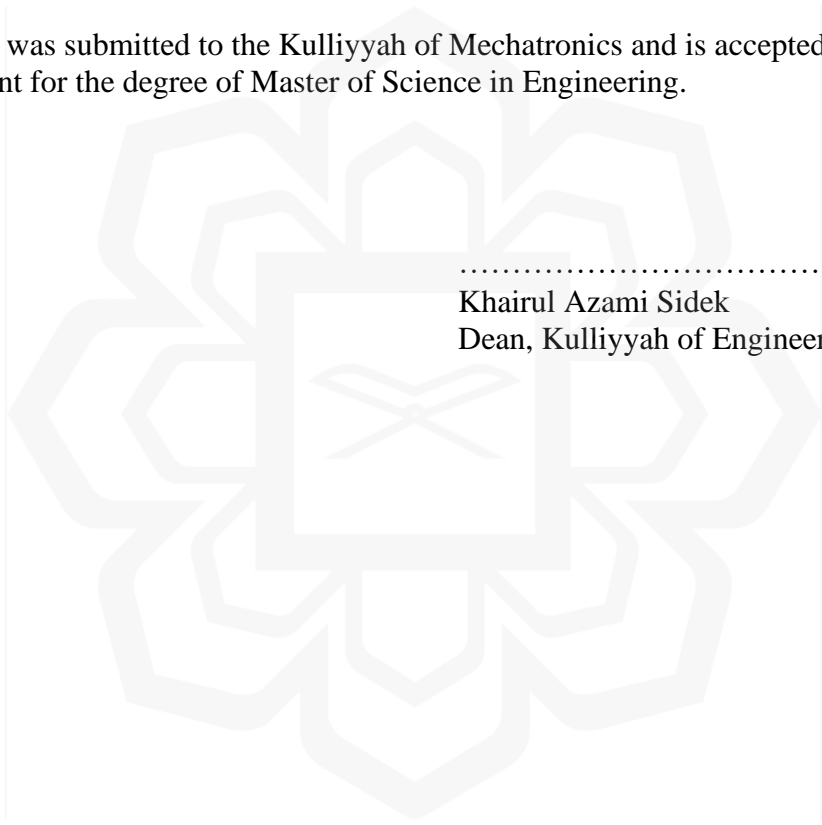 was submitted to the Kulliyyah of Mechatronics and is accepted
nt for the degree of Master of Science in Engineering.
……………………………
Khairul Azami Sidek
Dean, Kulliyyah of Engineer